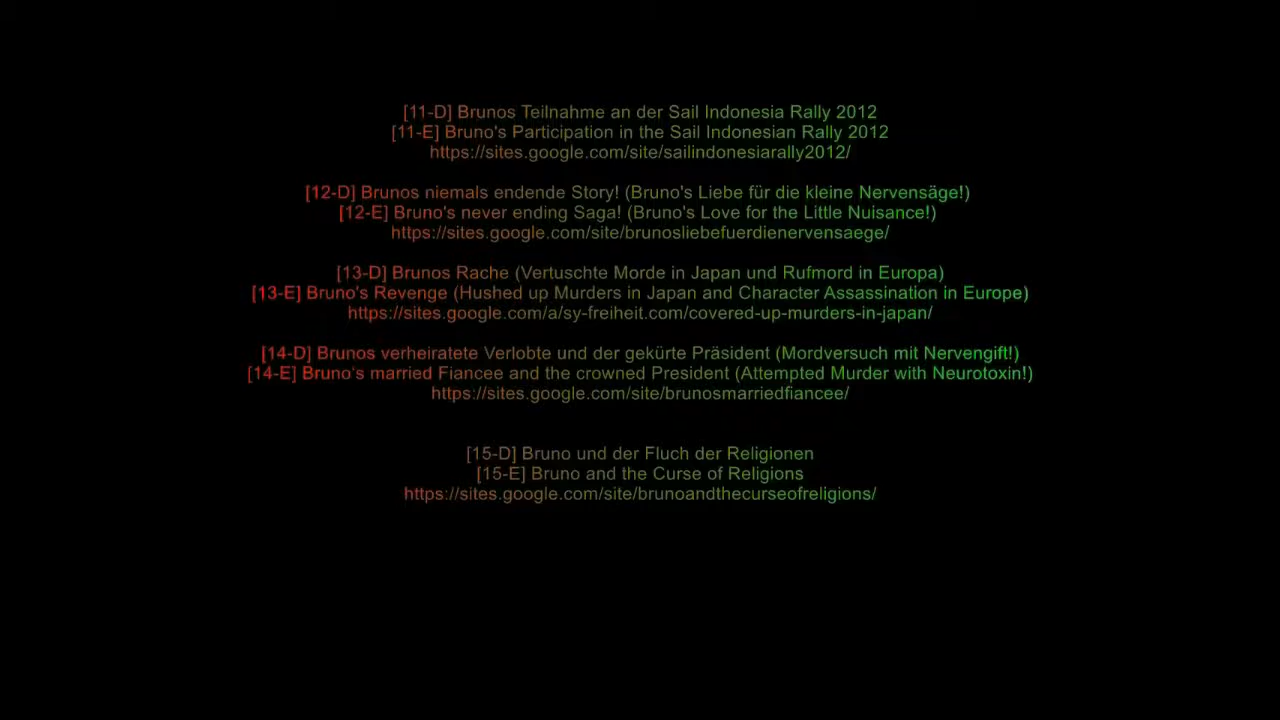 [11-D] Brunos Teilnahme an der Sail Indonesia Rally 2012
[11-E] Bruno's Participation in the Sail Indonesian Rally 2012
https://sites.google.com/site/sailindonesiarally2012/
[12-D] Brunos niemals endende Story! (Bruno's Liebe für die kleine Nervensäge!)
[12-E] Bruno's never ending Saga! (Bruno's Love for the Little Nuisance!)
https://sites.google.com/site/brunosliebefuerdienervensaege/
[13-D] Brunos Rache (Vertuschte Morde in Japan und Rufmord in Europa)
[13-E] Bruno's Revenge (Hushed up Murders in Japan and Character Assassination in Europe)
https://sites.google.com/a/sy-freiheit.com/covered-up-murders-in-japan/
[14-D] Brunos verheiratete Verlobte und der gekürte Präsident (Mordversuch mit Nervengift!)
[14-E] Bruno‘s married Fiancee and the crowned President (Attempted Murder with Neurotoxin!)
https://sites.google.com/site/brunosmarriedfiancee/
[15-D] Bruno und der Fluch der Religionen
[15-E] Bruno and the Curse of Religions
https://sites.google.com/site/brunoandthecurseofreligions/